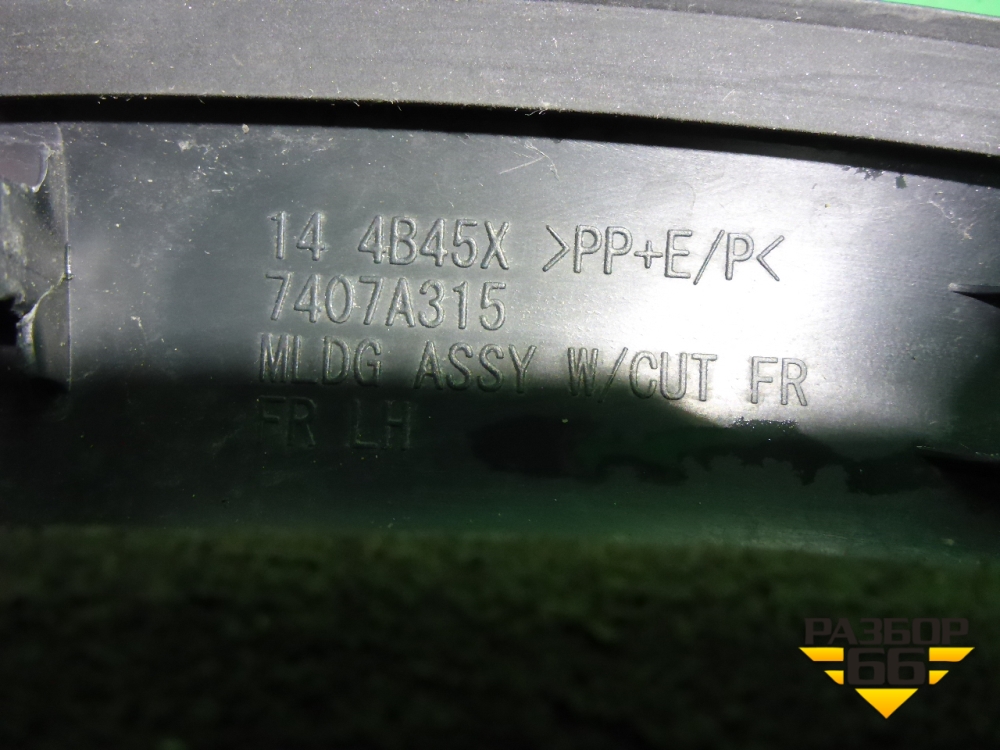 14 4B45X >PP+E/P<
7407A315
MLDG ASSY W/CUT FR
FR LH
РАЗБОР
66